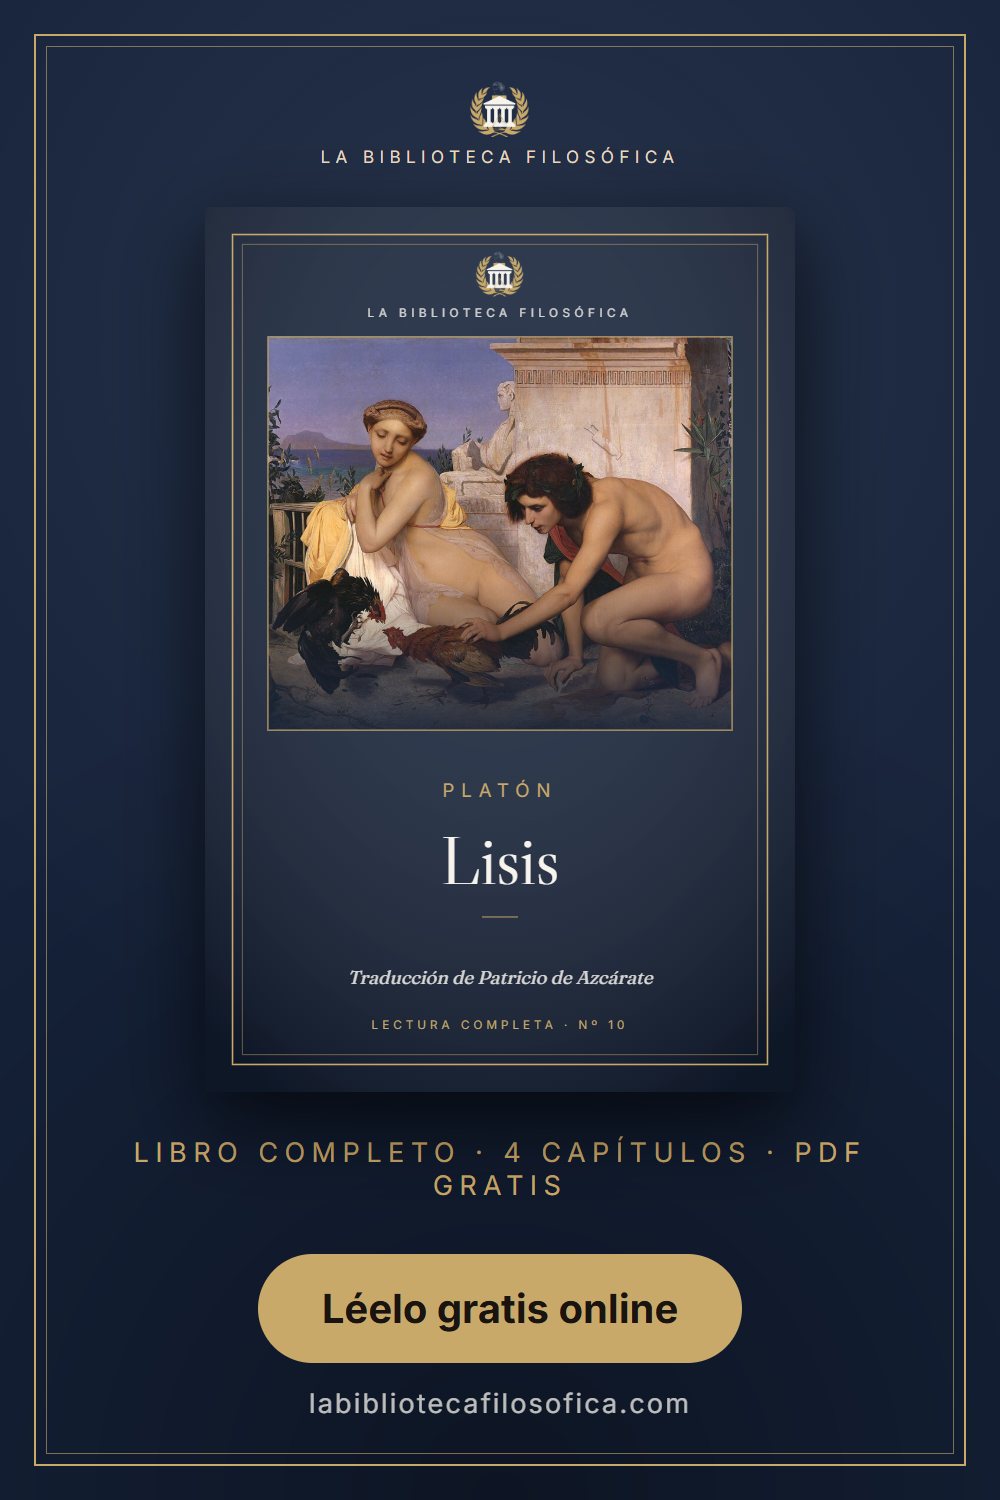 LA BIBLIOTECA FILOSÓFICA
LA BIBLIOTECA FILOSÓFICA
PLATÓN
Lisis
Traducción de Patricio de Azcárate
LECTURA COMPLETA · Nº 10
LIBRO COMPLETO · 4 CAPÍTULOS · PDF
GRATIS
Léelo gratis online
labibliotecafilosofica.com